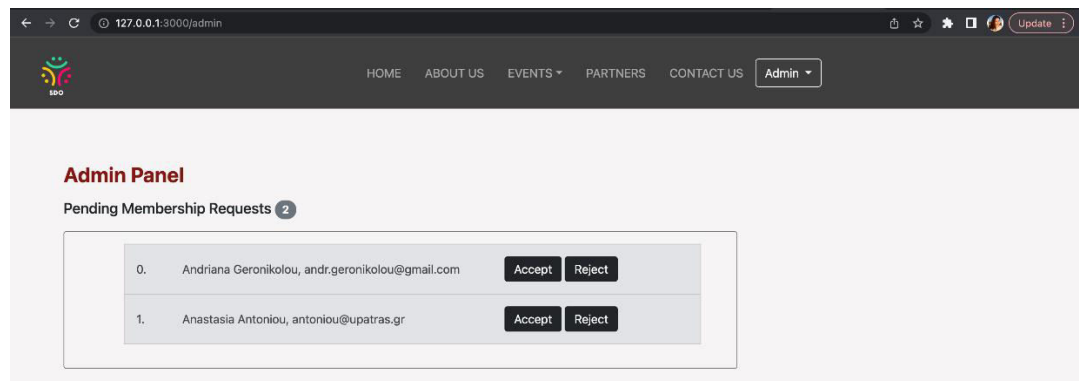 127.0.0.1:3000/admin
Update
SDO
HOME ABOUT US EVENTS PARTNERS CONTACT US Admin
Admin Panel
Pending Membership Requests 2
0. Andriana Geronikolou, andr.geronikolou@gmail.com Accept Reject
1. Anastasia Antoniou, antoniou@upatras.gr Accept Reject